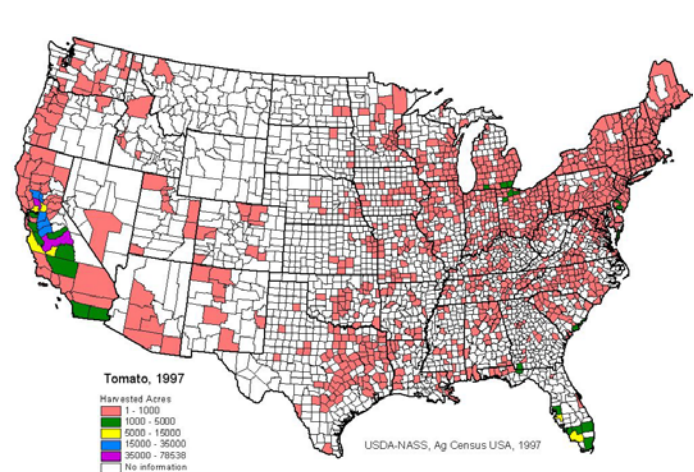 Tomato, 1997
Harvested Acres
1 - 1000
1000 - 5000
5000 - 15000
15000 - 35000
35000 - 78538
No information
USDA-NASS, Ag Census USA, 1997